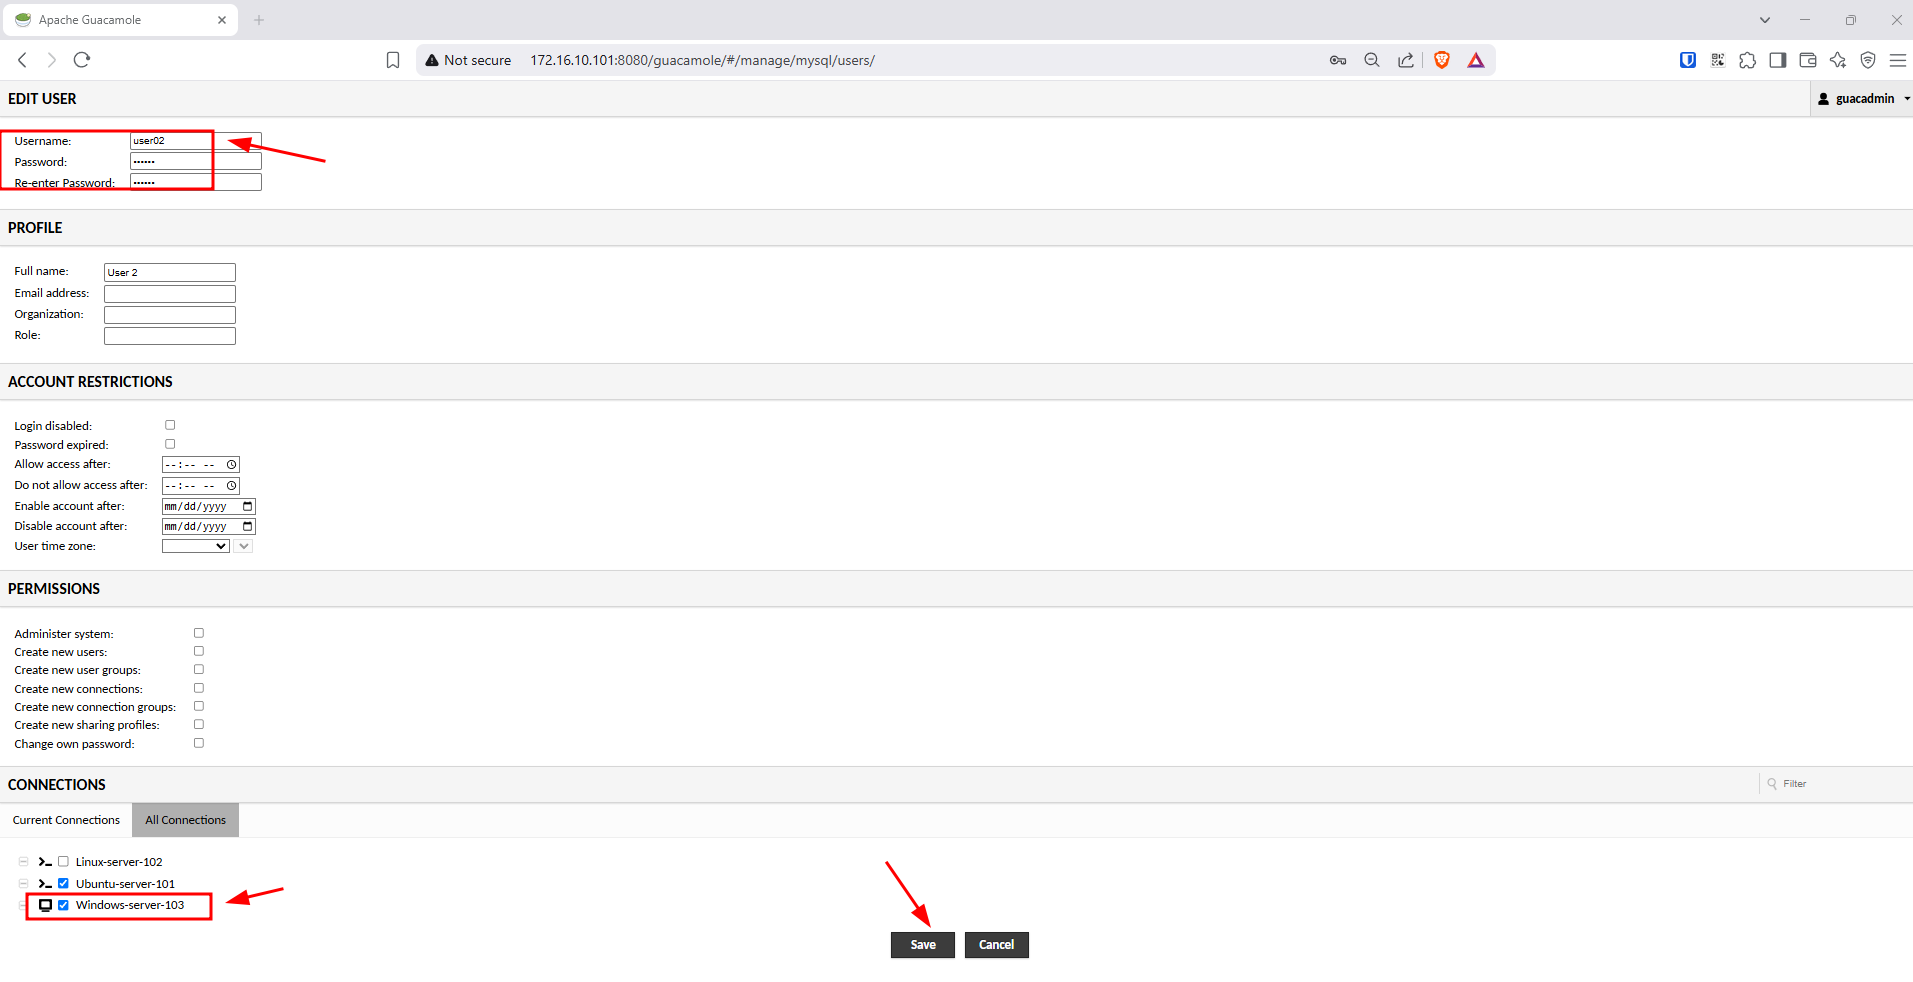 Apache Guacamole
Not secure 172.16.10.101:8080/guacamole/#/manage/mysql/users/
EDIT USER
guacadmin
Username: user02
Password: ······
Re-enter Password: ······
PROFILE
Full name: User 2
Email address:
Organization:
Role:
ACCOUNT RESTRICTIONS
Login disabled:
Password expired:
Allow access after: --:-- --
Do not allow access after: --:-- --
Enable account after: mm/dd/yyyy
Disable account after: mm/dd/yyyy
User time zone:
PERMISSIONS
Administer system:
Create new users:
Create new user groups:
Create new connections:
Create new connection groups:
Create new sharing profiles:
Change own password:
CONNECTIONS
Filter
Current Connections All Connections
Linux-server-102
Ubuntu-server-101
Windows-server-103
Save Cancel